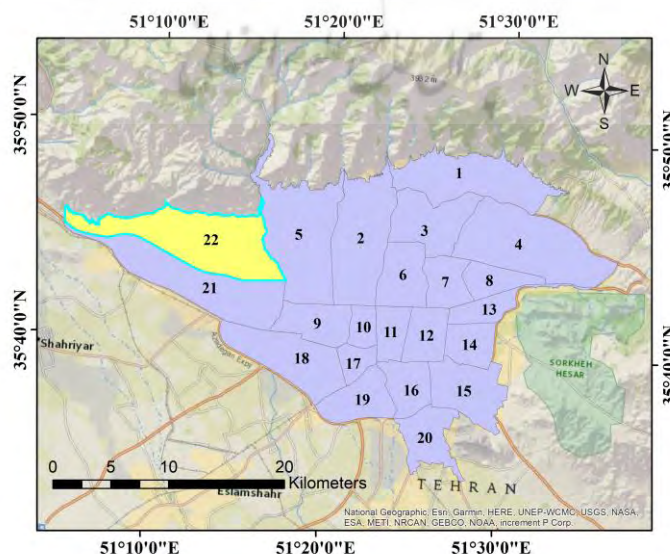 51°10'0"E 51°20'0"E 51°30'0"E
35°50'0"N
35°40'0"N
35°50'0"N
35°40'0"N
N
W E
S
1
2
3
4
5
6
7
8
9
10
11
12
13
14
15
16
17
18
19
20
21
22
Shahriyar
Azadegan Expy
SORKHEH
HESAR
0 5 10 20
Kilometers
Eslamshahr
TEHRAN
National Geographic, Esri, Garmin, HERE, UNEP-WCMC, USGS, NASA,
ESA, METI, NRCAN, GEBCO, NOAA, increment P Corp.
51°10'0"E 51°20'0"E 51°30'0"E